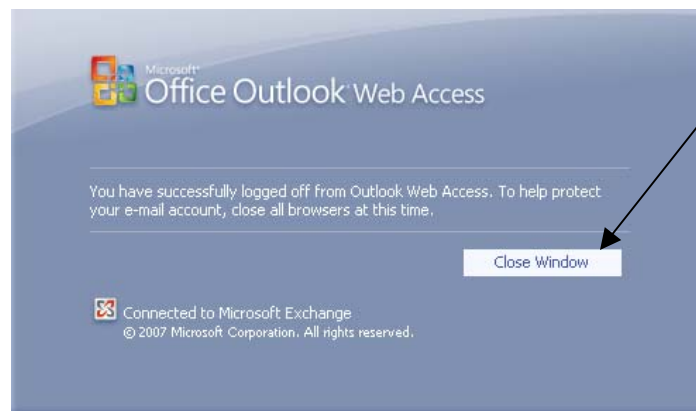 Microsoft®
Office Outlook Web Access
You have successfully logged off from Outlook Web Access. To help protect
your e-mail account, close all browsers at this time.
Close Window
Connected to Microsoft Exchange
© 2007 Microsoft Corporation. All rights reserved.